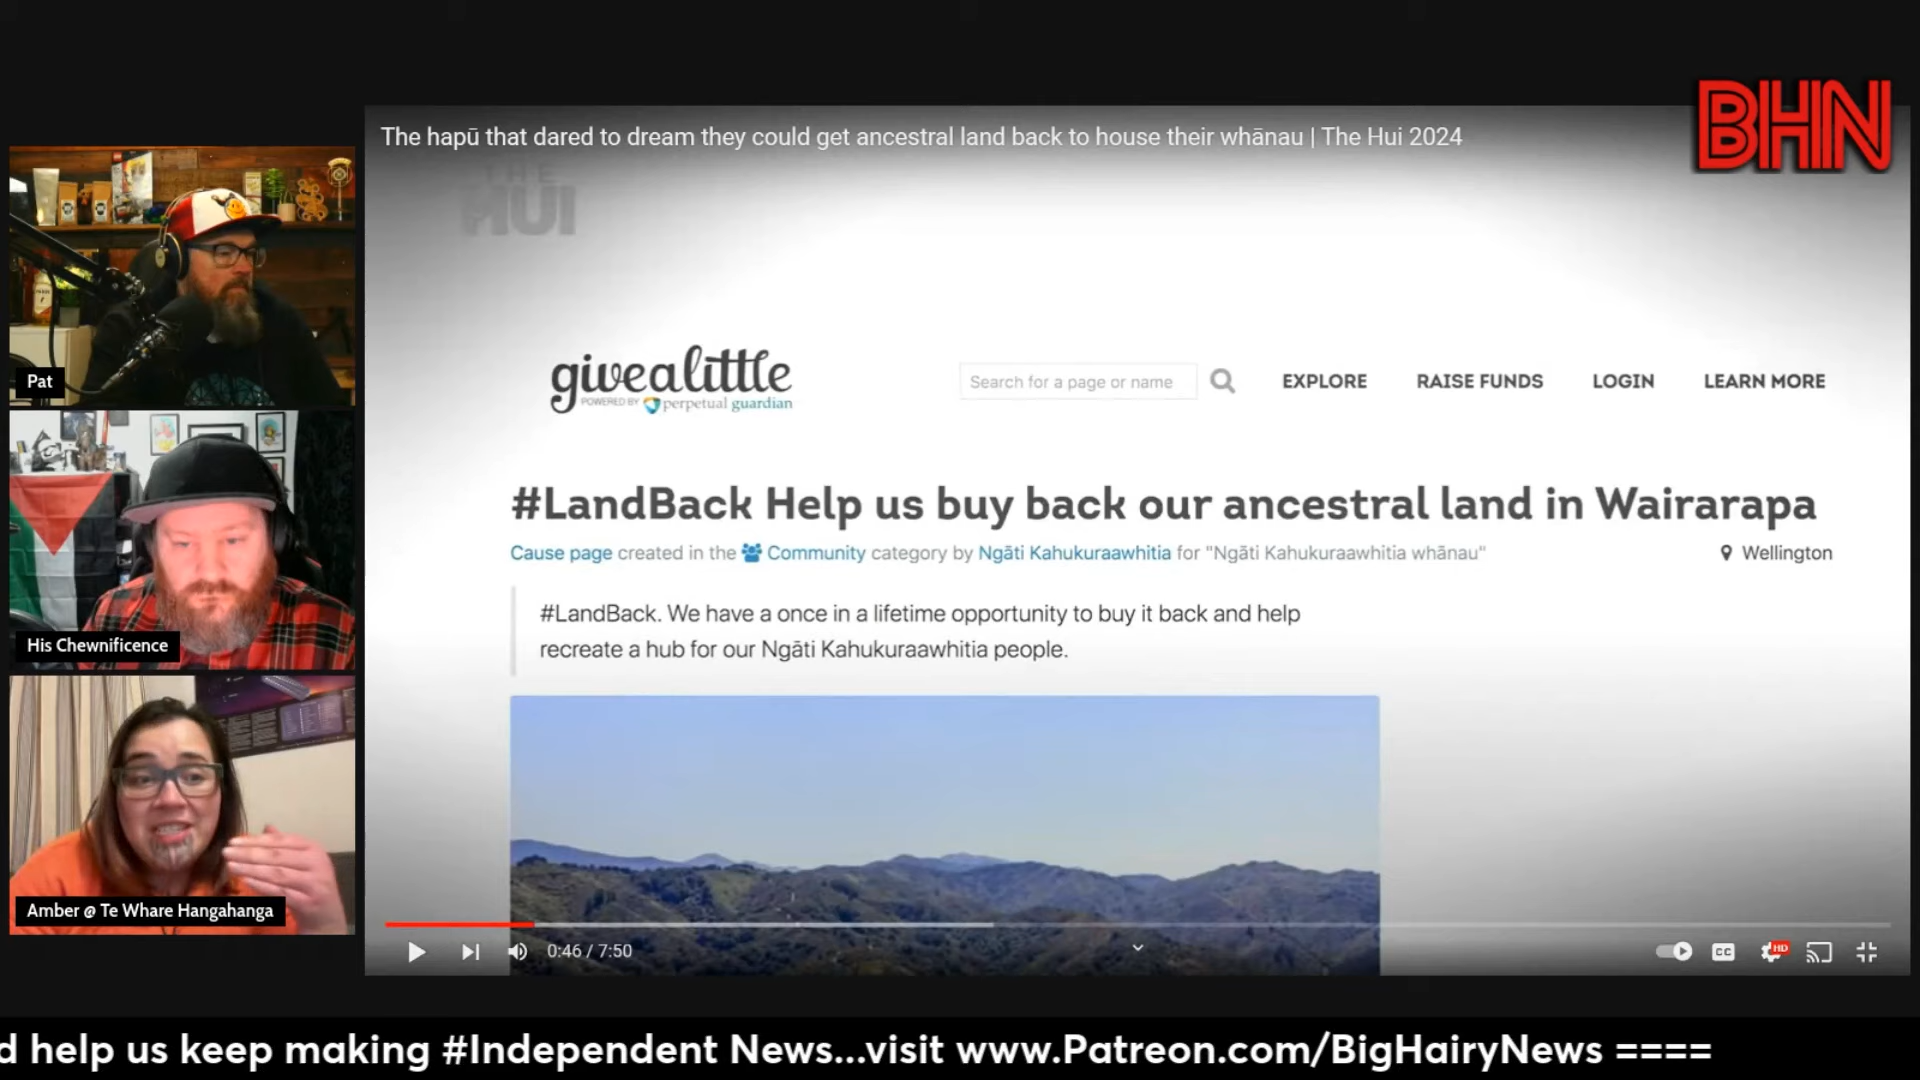 BHN
The hapū that dared to dream they could get ancestral land back to house their whānau | The Hui 2024
THE
HUI
givealittle
POWERED BY perpetual guardian
Search for a page or name
EXPLORE
RAISE FUNDS
LOGIN
LEARN MORE
#LandBack Help us buy back our ancestral land in Wairarapa
Cause page created in the Community category by Ngāti Kahukuraawhitia for "Ngāti Kahukuraawhitia whānau"
Wellington
#LandBack. We have a once in a lifetime opportunity to buy it back and help
recreate a hub for our Ngāti Kahukuraawhitia people.
Pat
His Chewnificence
Amber @ Te Whare Hangahanga
0:46 / 7:50
CC
HD
d help us keep making #Independent News...visit www.Patreon.com/BigHairyNews ====